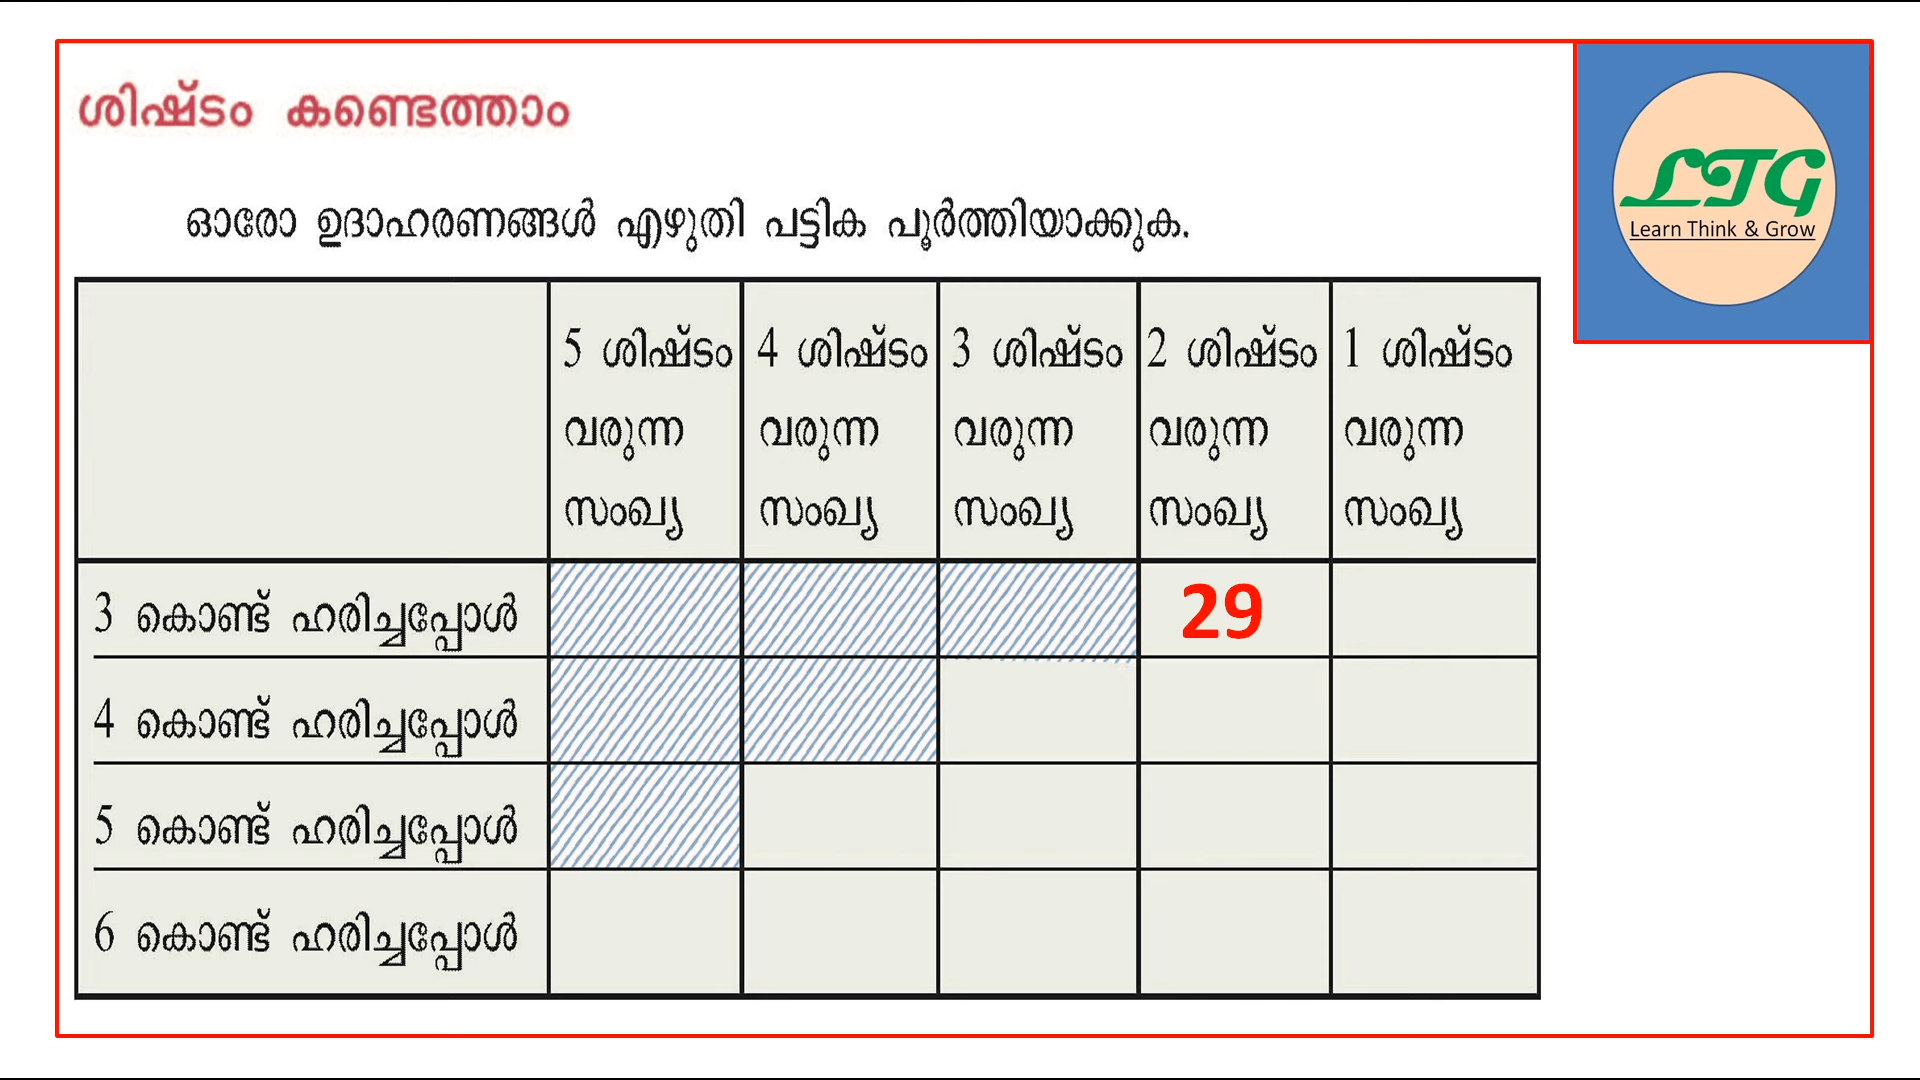 ശിഷ്ടം കണ്ടെത്താം
LTG
Learn Think & Grow
ഓരോ ഉദാഹരണങ്ങൾ എഴുതി പട്ടിക പൂർത്തിയാക്കുക.
5 ശിഷ്ടം വരുന്ന സംഖ്യ
4 ശിഷ്ടം വരുന്ന സംഖ്യ
3 ശിഷ്ടം വരുന്ന സംഖ്യ
2 ശിഷ്ടം വരുന്ന സംഖ്യ
1 ശിഷ്ടം വരുന്ന സംഖ്യ
3 കൊണ്ട് ഹരിച്ചപ്പോൾ 29
4 കൊണ്ട് ഹരിച്ചപ്പോൾ
5 കൊണ്ട് ഹരിച്ചപ്പോൾ
6 കൊണ്ട് ഹരിച്ചപ്പോൾ